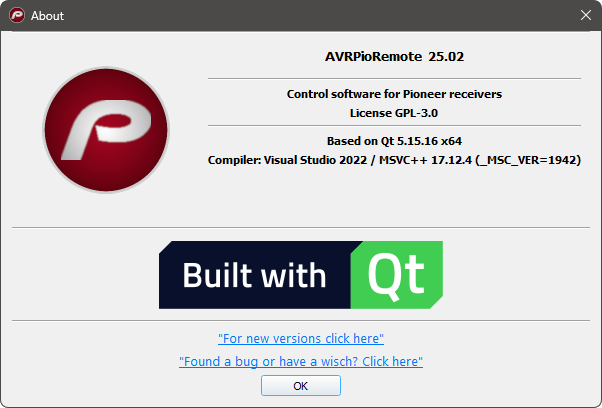 About
AVRPioRemote 25.02
Control software for Pioneer receivers
License GPL-3.0
Based on Qt 5.15.16 x64
Compiler: Visual Studio 2022 / MSVC++ 17.12.4 (_MSC_VER=1942)
Built with Qt
"For new versions click here"
"Found a bug or have a wisch? Click here"
OK